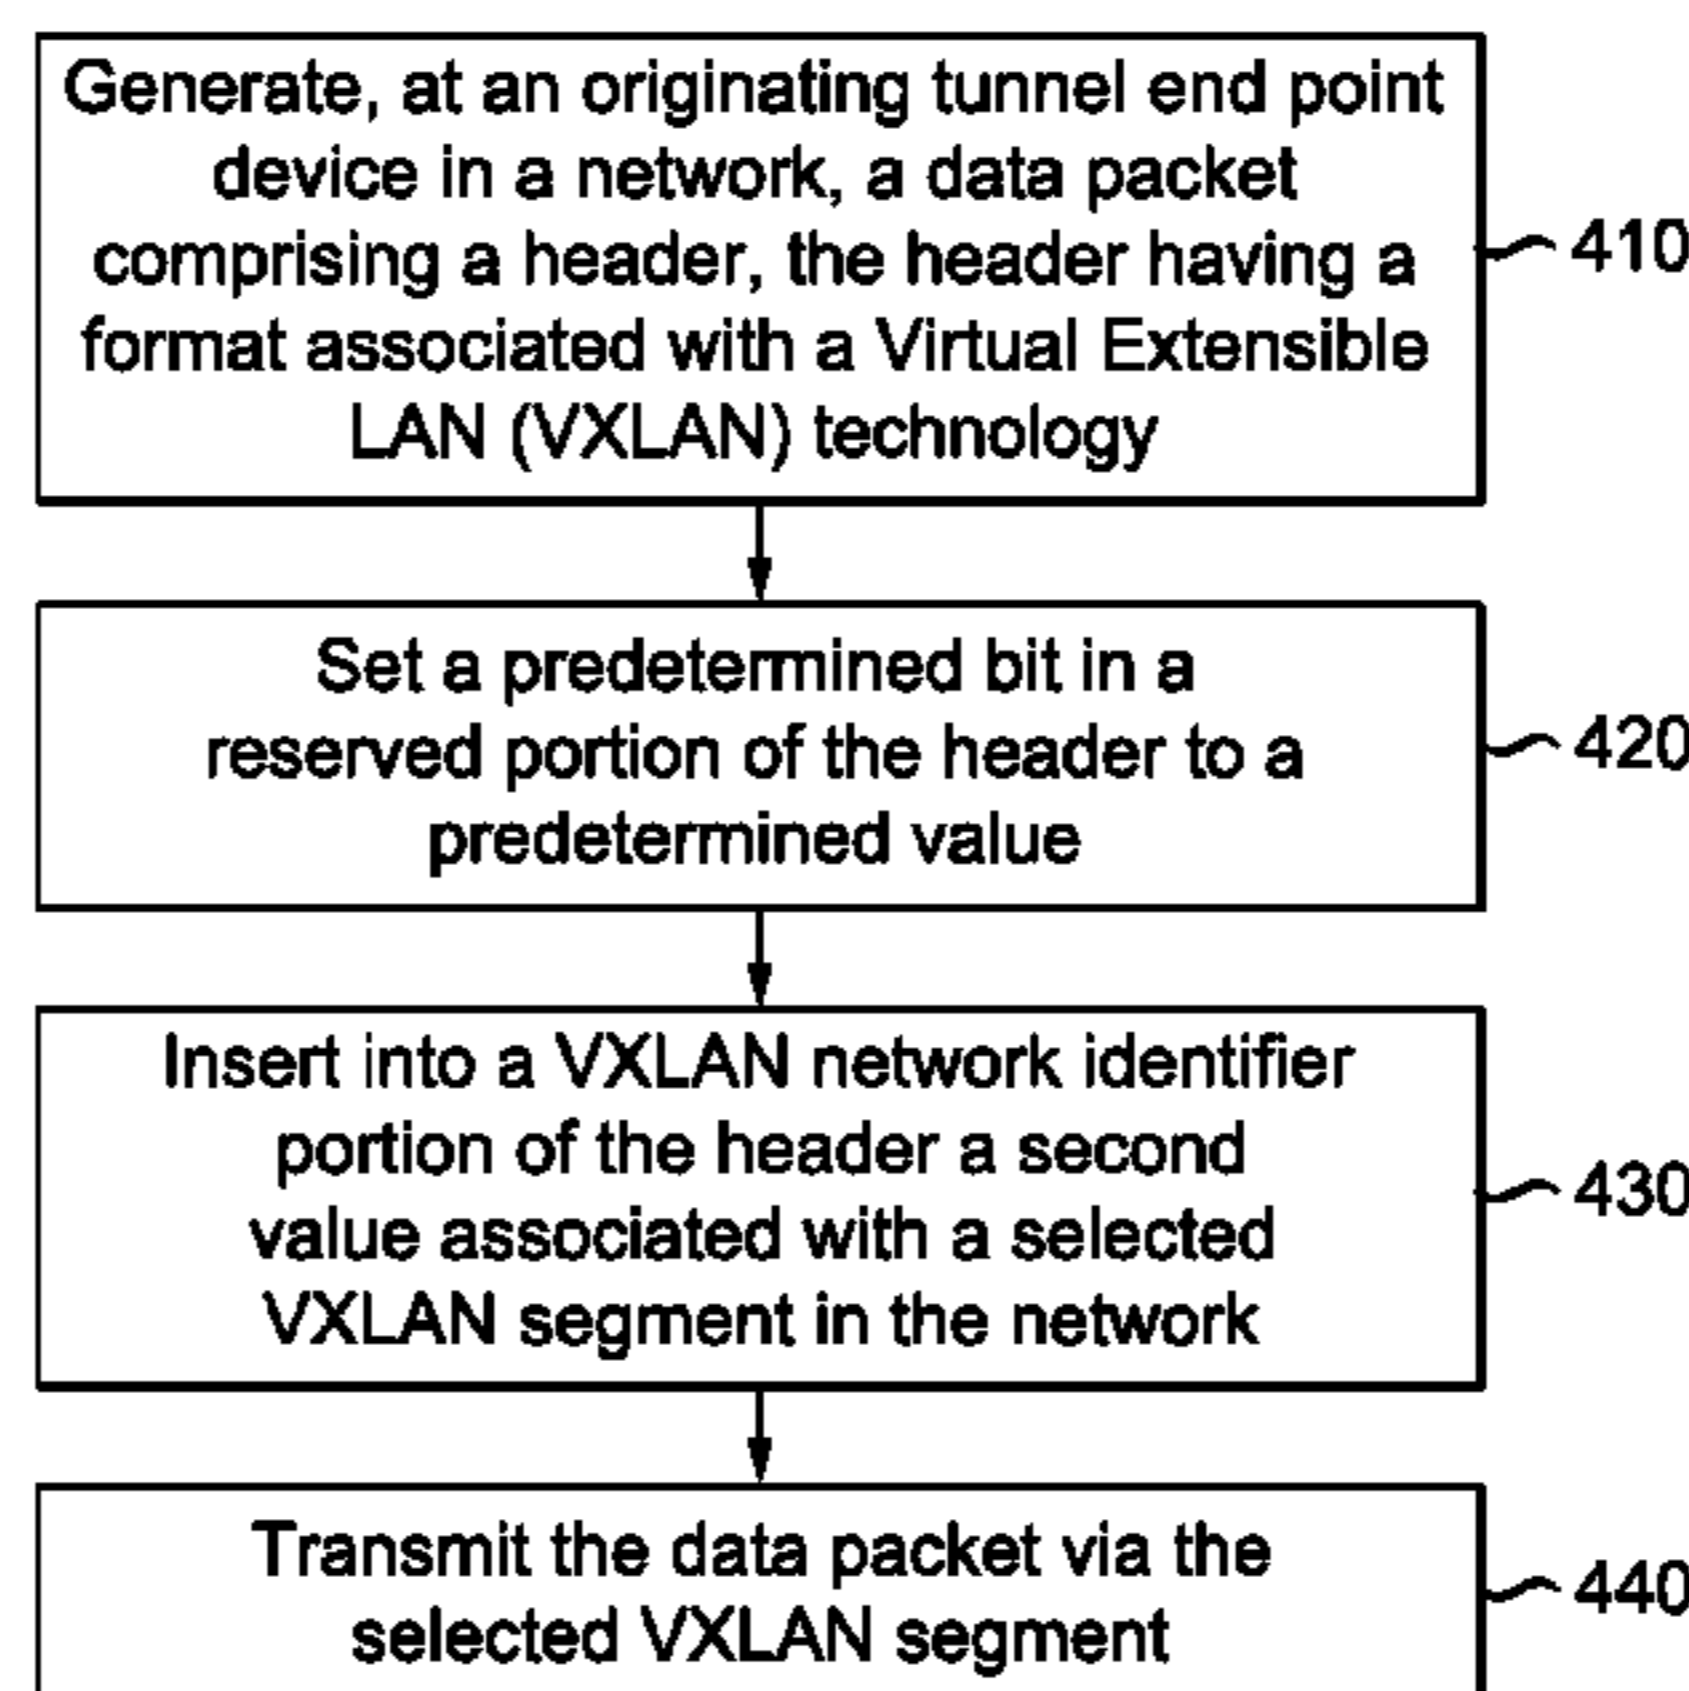 Generate, at an originating tunnel end point
device in a network, a data packet
comprising a header, the header having a
format associated with a Virtual Extensible
LAN (VXLAN) technology
410
Set a predetermined bit in a
reserved portion of the header to a
predetermined value
420
Insert into a VXLAN network identifier
portion of the header a second
value associated with a selected
VXLAN segment in the network
430
Transmit the data packet via the
selected VXLAN segment
440